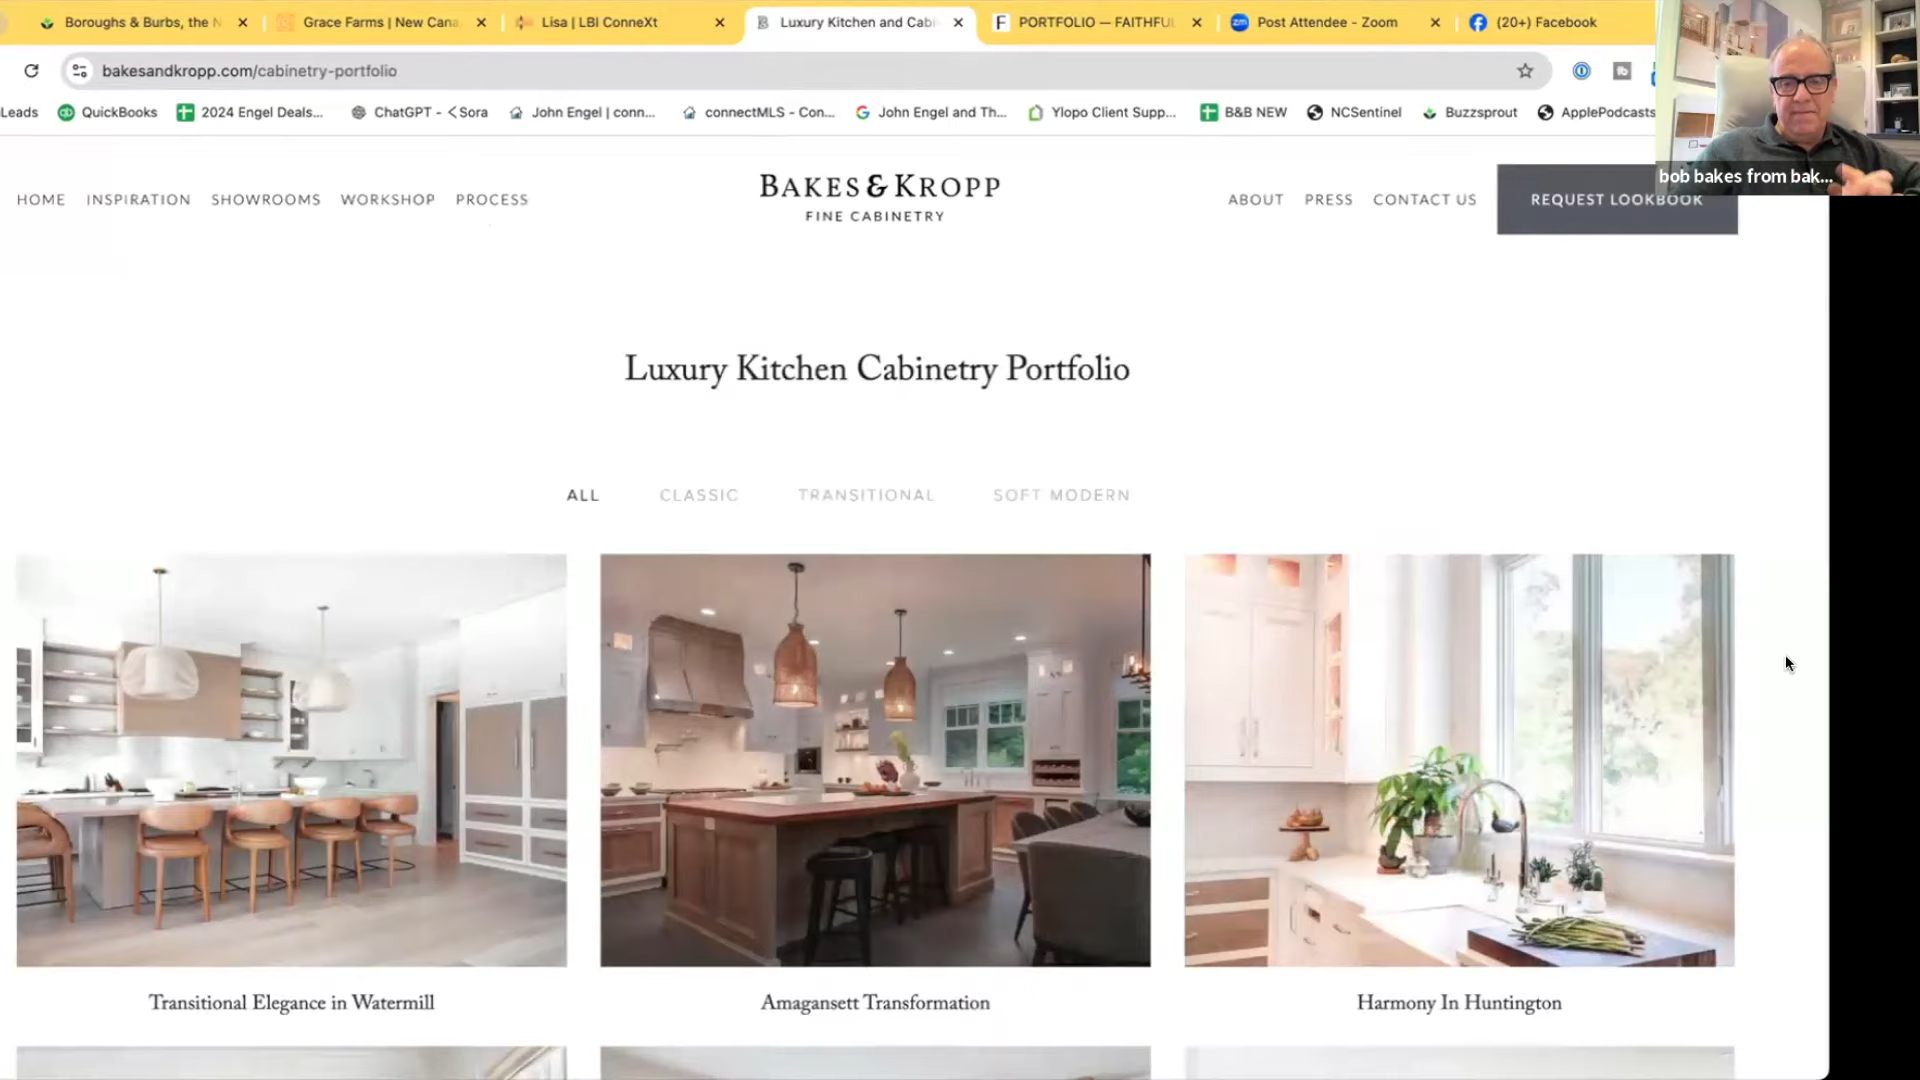 Boroughs & Burbs, the N
Grace Farms | New Cana
Lisa | LBI ConneXt
Luxury Kitchen and Cabi
PORTFOLIO — FAITHFUL
Post Attendee - Zoom
(20+) Facebook
bakesandkropp.com/cabinetry-portfolio
Leads
QuickBooks
2024 Engel Deals...
ChatGPT - < Sora
John Engel | conn...
connectMLS - Con...
John Engel and Th...
Ylopo Client Supp...
B&B NEW
NCSentinel
Buzzsprout
ApplePodcasts
bob bakes from bak...
HOME INSPIRATION SHOWROOMS WORKSHOP PROCESS
BAKES & KROPP
FINE CABINETRY
ABOUT PRESS CONTACT US
REQUEST LOOKBOOK
Luxury Kitchen Cabinetry Portfolio
ALL CLASSIC TRANSITIONAL SOFT MODERN
Transitional Elegance in Watermill
Amagansett Transformation
Harmony In Huntington